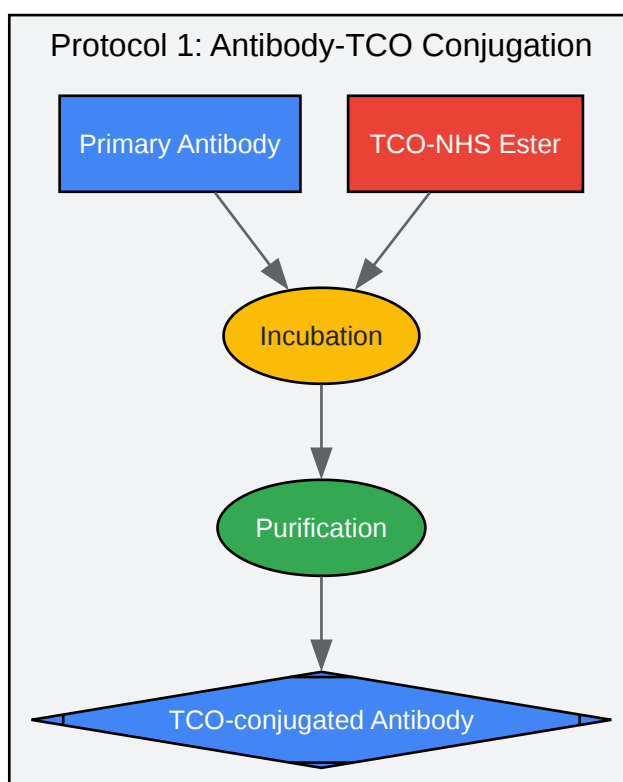 Protocol 1: Antibody-TCO Conjugation
Primary Antibody
TCO-NHS Ester
Incubation
Purification
TCO-conjugated Antibody